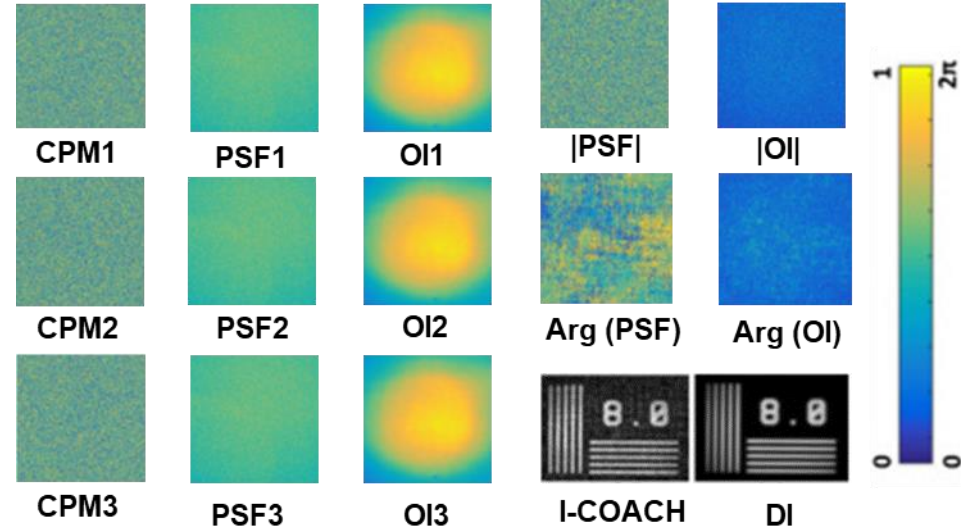 CPM1 PSF1 OI1 |PSF| |OI|
CPM2 PSF2 OI2 Arg (PSF) Arg (OI)
8.0 8.0
CPM3 PSF3 OI3 I-COACH DI
1 2π
0 0